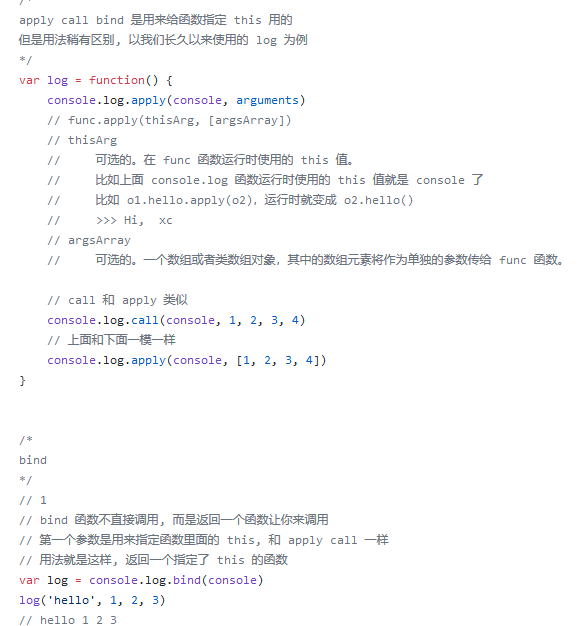 /*
apply call bind 是用来给函数指定 this 用的
但是用法稍有区别, 以我们长久以来使用的 log 为例
*/
var log = function() {
    console.log.apply(console, arguments)
    // func.apply(thisArg, [argsArray])
    // thisArg
    //     可选的。在 func 函数运行时使用的 this 值。
    //     比如上面 console.log 函数运行时使用的 this 值就是 console 了
    //     比如 o1.hello.apply(o2)，运行时就变成 o2.hello()
    //     >>> Hi,  xc
    // argsArray
    //     可选的。一个数组或者类数组对象，其中的数组元素将作为单独的参数传给 func 函数。

    // call 和 apply 类似
    console.log.call(console, 1, 2, 3, 4)
    // 上面和下面一模一样
    console.log.apply(console, [1, 2, 3, 4])
}

/*
bind
*/
// 1
// bind 函数不直接调用, 而是返回一个函数让你来调用
// 第一个参数是用来指定函数里面的 this, 和 apply call 一样
// 用法就是这样, 返回一个指定了 this 的函数
var log = console.log.bind(console)
log('hello', 1, 2, 3)
// hello 1 2 3